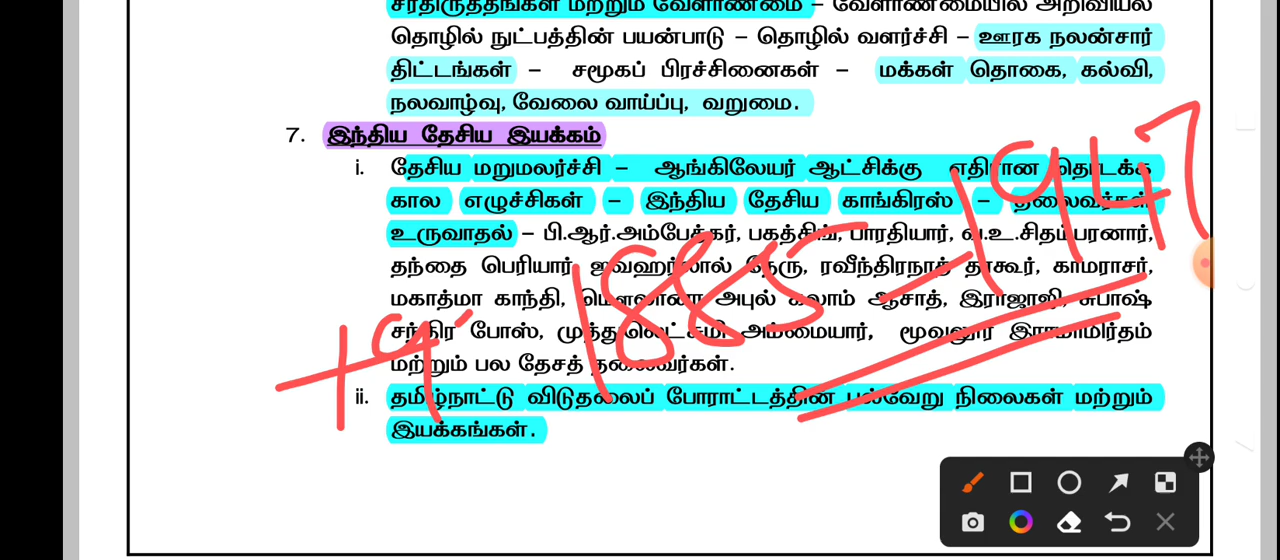 சீர்திருத்தங்கள் மற்றும் வேளாண்மை – வேளாண்மையில் அறிவியல்
தொழில் நுட்பத்தின் பயன்பாடு – தொழில் வளர்ச்சி – ஊரக நலன்சார்
திட்டங்கள் – சமூகப் பிரச்சினைகள் – மக்கள் தொகை, கல்வி,
நலவாழ்வு, வேலை வாய்ப்பு, வறுமை.
7. இந்திய தேசிய இயக்கம்
i. தேசிய மறுமலர்ச்சி – ஆங்கிலேயர் ஆட்சிக்கு எதிரான தொடக்க
கால எழுச்சிகள் – இந்திய தேசிய காங்கிரஸ் – தலைவர்கள்
உருவாதல் – பி.ஆர்.அம்பேத்கர், பகத்சிங், பாரதியார், வ.உ.சிதம்பரனார்,
தந்தை பெரியார், ஜவஹர்லால் நேரு, ரவீந்திரநாத் தாகூர், காமராசர்,
மகாத்மா காந்தி, மௌலானா அபுல் கலாம் ஆசாத், இராஜாஜி, சுபாஷ்
சந்திர போஸ், முத்துலெட்சுமி அம்மையார், மூவலூர் இராமாமிர்தம்
மற்றும் பல தேசத் தலைவர்கள்.
1885 – 1947
ii. தமிழ்நாட்டு விடுதலைப் போராட்டத்தின் பல்வேறு நிலைகள் மற்றும்
இயக்கங்கள்.